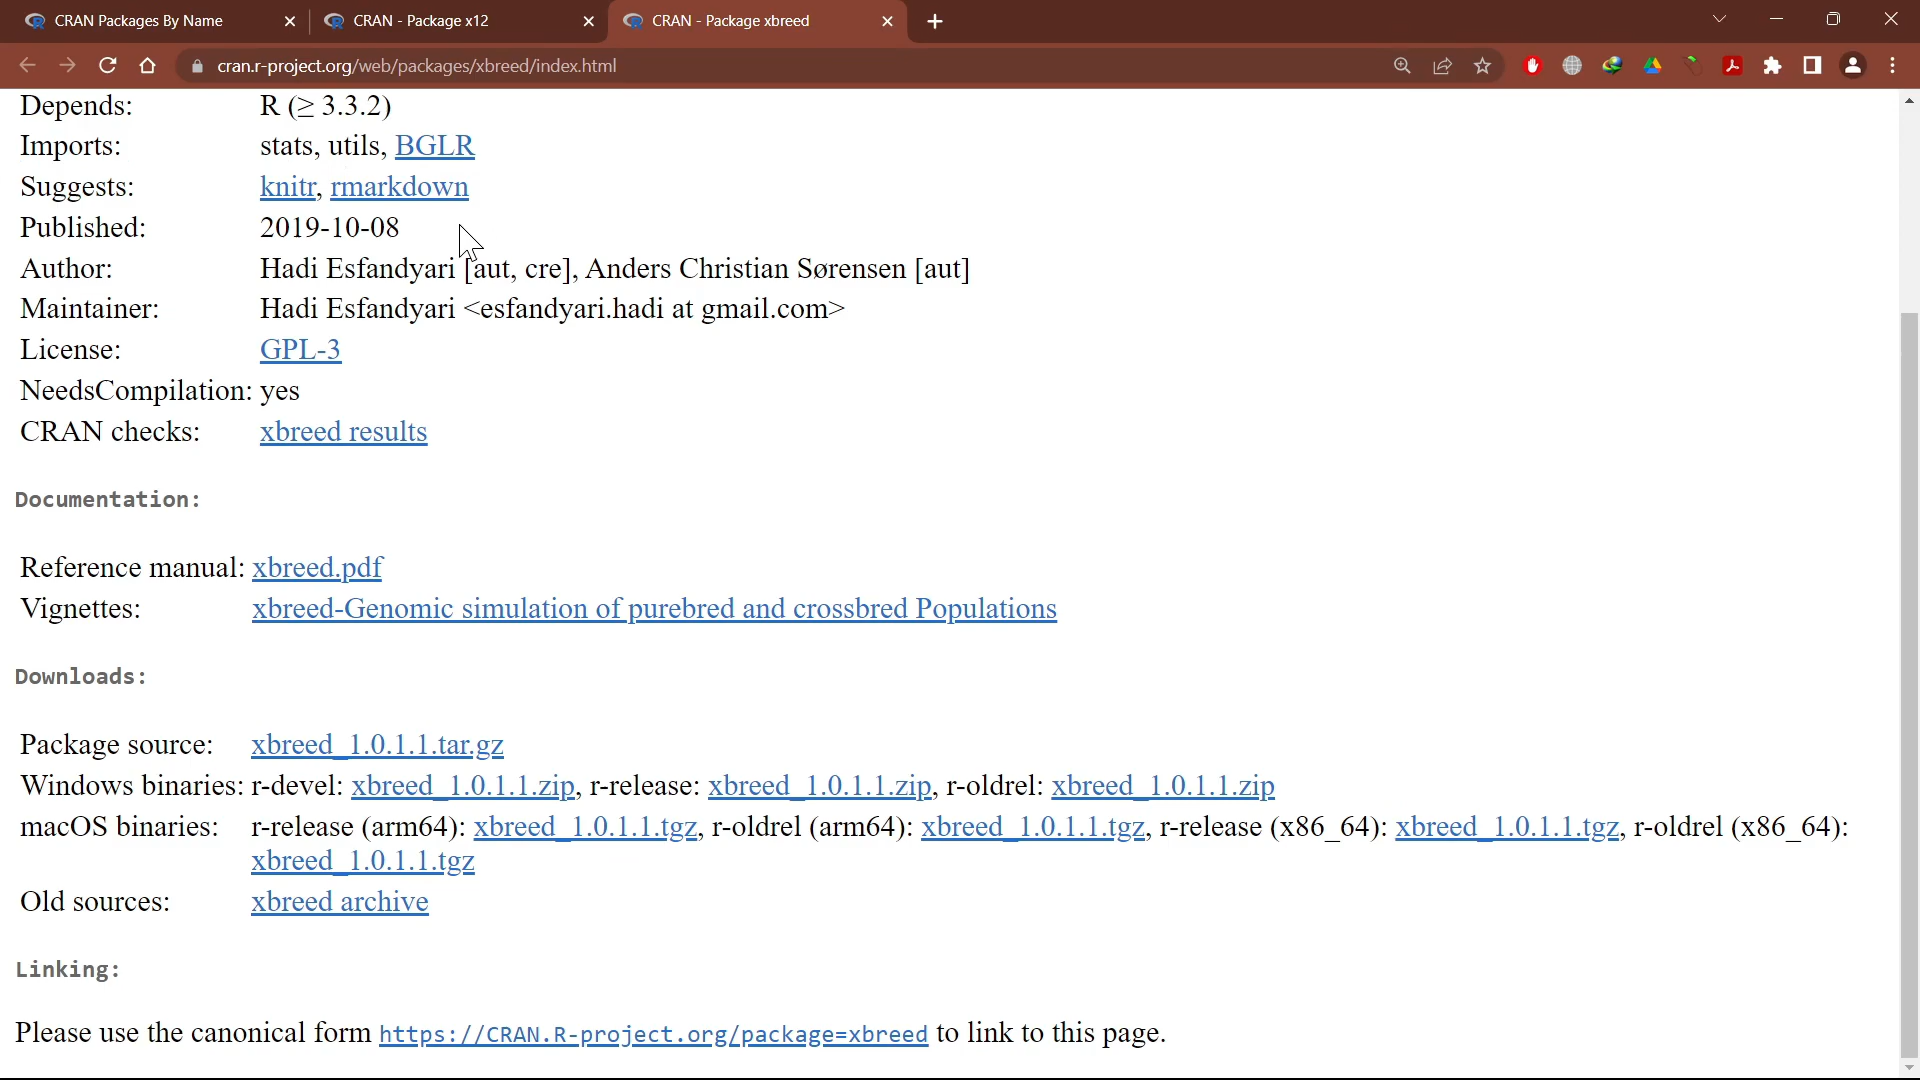 CRAN Packages By Name
CRAN - Package x12
CRAN - Package xbreed
cran.r-project.org/web/packages/xbreed/index.html
Depends: R (≥ 3.3.2)
Imports: stats, utils, BGLR
Suggests: knitr, rmarkdown
Published: 2019-10-08
Author: Hadi Esfandyari [aut, cre], Anders Christian Sørensen [aut]
Maintainer: Hadi Esfandyari <esfandyari.hadi at gmail.com>
License: GPL-3
NeedsCompilation: yes
CRAN checks: xbreed results
Documentation:
Reference manual: xbreed.pdf
Vignettes: xbreed-Genomic simulation of purebred and crossbred Populations
Downloads:
Package source: xbreed_1.0.1.1.tar.gz
Windows binaries: r-devel: xbreed_1.0.1.1.zip, r-release: xbreed_1.0.1.1.zip, r-oldrel: xbreed_1.0.1.1.zip
macOS binaries: r-release (arm64): xbreed_1.0.1.1.tgz, r-oldrel (arm64): xbreed_1.0.1.1.tgz, r-release (x86_64): xbreed_1.0.1.1.tgz, r-oldrel (x86_64):
xbreed_1.0.1.1.tgz
Old sources: xbreed archive
Linking:
Please use the canonical form https://CRAN.R-project.org/package=xbreed to link to this page.